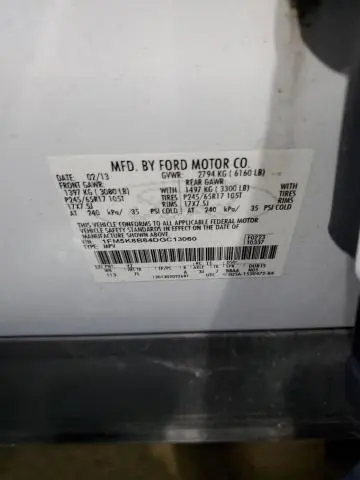 MFD. BY FORD MOTOR CO.
DATE: 02/13 GVWR: 2794 KG ( 6160 LB)
FRONT GAWR: REAR GAWR:
1397 KG (3080 LB) 1497 KG (3300 LB)
P245/65R17 105T WITH TIRES P245/65R17 105T WITH TIRES
17X7.5J RIMS 17X7.5J RIMS
AT 240 kPa/ 35 PSI COLD AT 240 kPa/ 35 PSI COLD
THIS VEHICLE CONFORMS TO ALL APPLICABLE FEDERAL MOTOR
VEHICLE SAFETY STANDARDS IN EFFECT ON THE DATE OF
MANUFACTURE SHOWN ABOVE.
VIN: 1FM5K8B84DGC13060 F0223
TYPE: MPV 10337